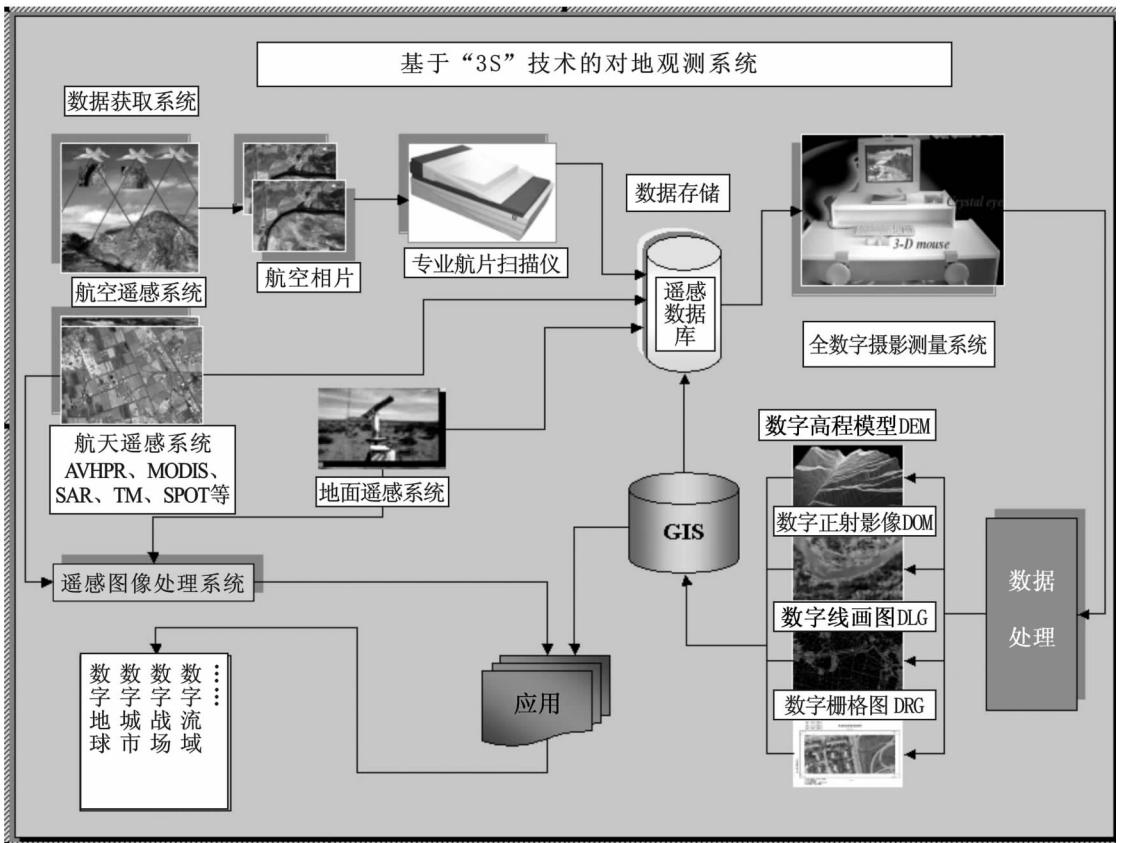 基于“3S”技术的对地观测系统
数据获取系统
航空遥感系统
航空相片
专业航片扫描仪
数据存储
遥感
数据
库
Crystal eye
3-D mouse
全数字摄影测量系统
航天遥感系统
AVHPR、MODIS、
SAR、TM、SPOT等
地面遥感系统
数字高程模型DEM
数字正射影像DOM
数字线画图DLG
数字栅格图DRG
GIS
数据
处理
遥感图像处理系统
应用
数字地球
数字城市
数字战场
数字流域
……